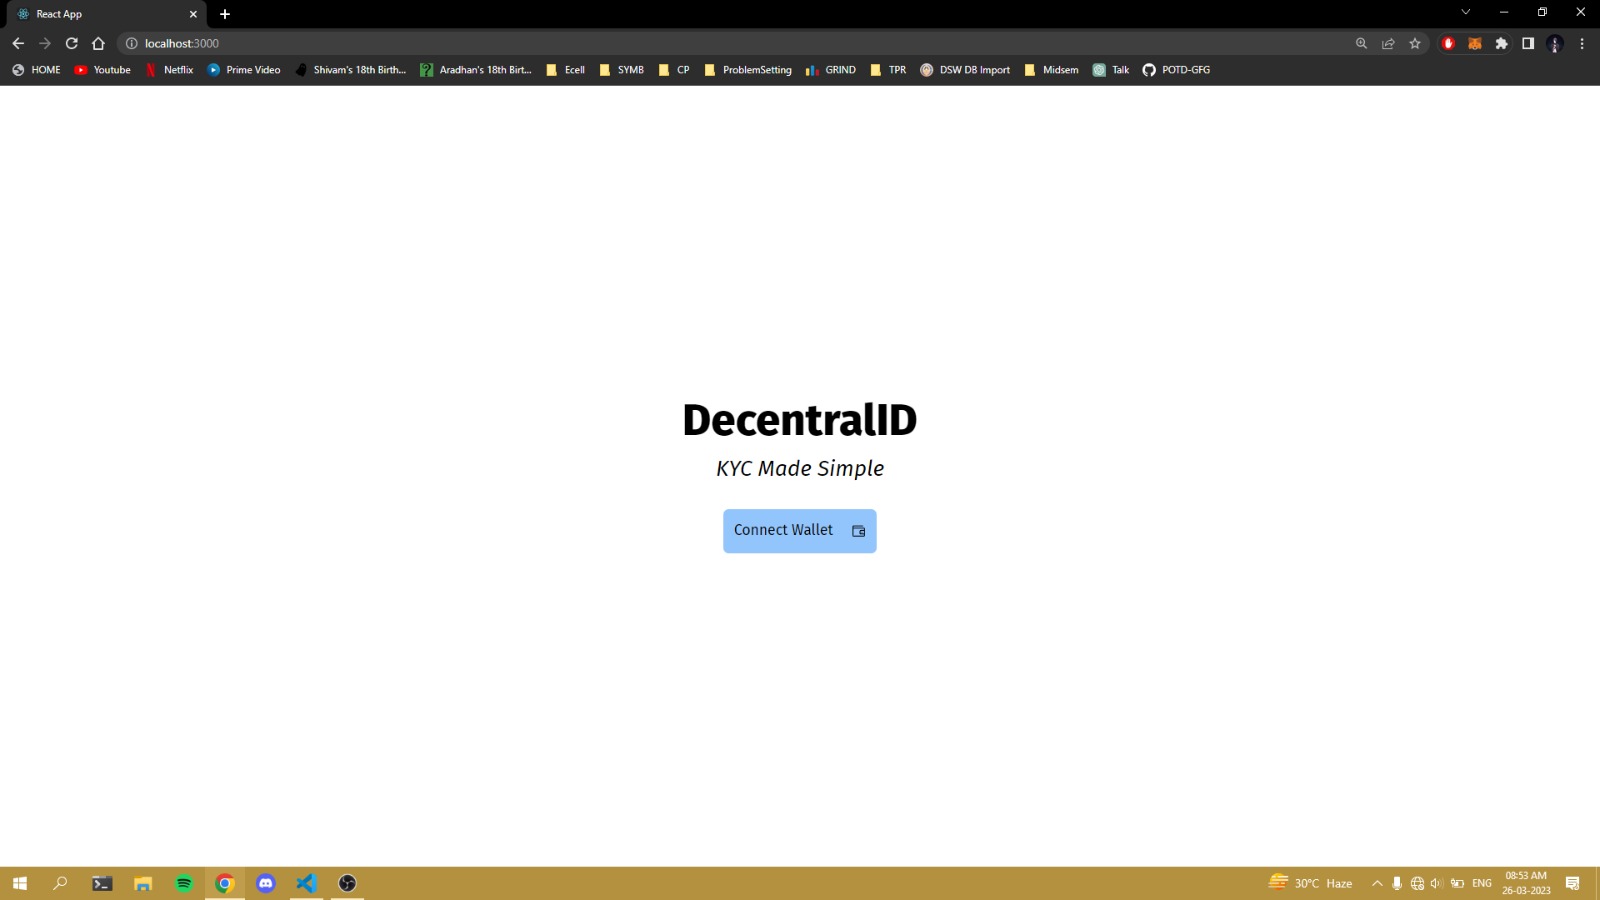 React App
localhost:3000
HOME Youtube Netflix Prime Video Shivam's 18th Birth... Aradhan's 18th Birt... Ecell SYMB CP ProblemSetting GRIND TPR DSW DB Import Midsem Talk POTD-GFG
DecentralID
KYC Made Simple
Connect Wallet
30°C Haze ENG 08:53 AM
26-03-2023